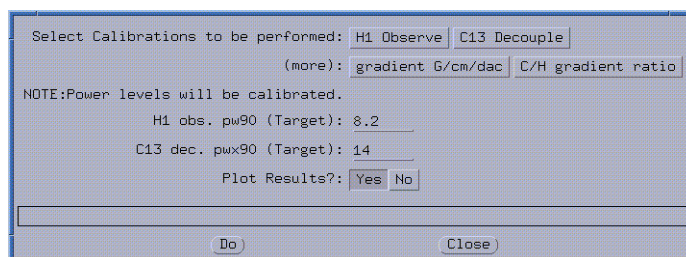 Select Calibrations to be performed: H1 Observe C13 Decouple
(more): gradient G/cm/dac C/H gradient ratio
NOTE:Power levels will be calibrated.
H1 obs. pw90 (Target): 8.2
C13 dec. pwx90 (Target): 14
Plot Results?: Yes No
Do Close